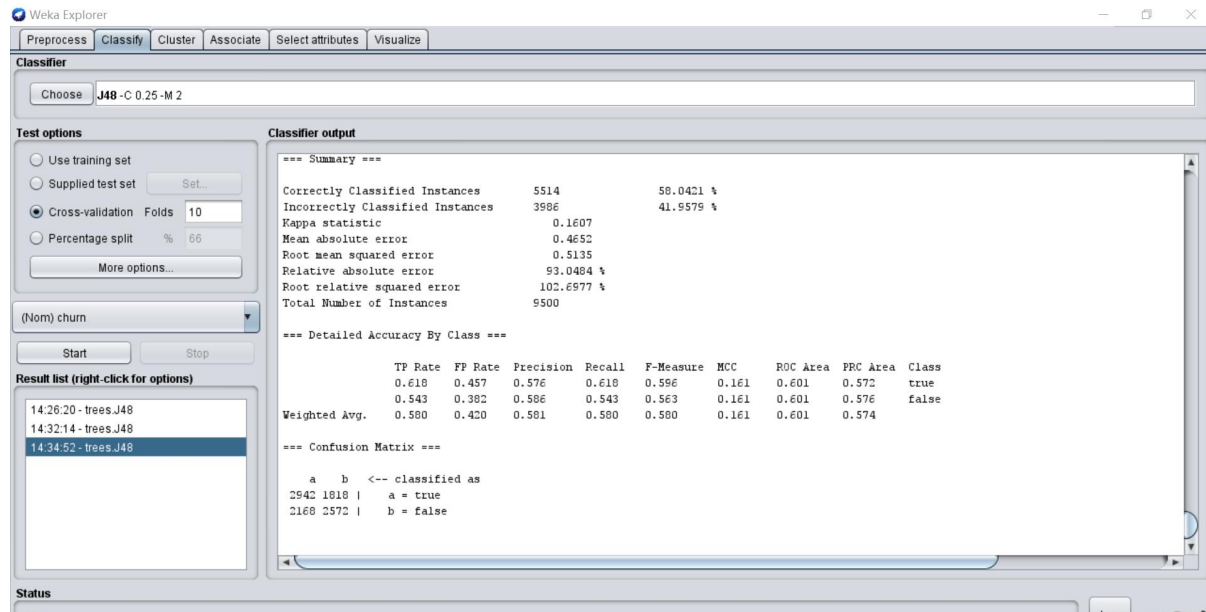 Weka Explorer
Preprocess Classify Cluster Associate Select attributes Visualize
Classifier
Choose J48 -C 0.25 -M 2
Test options
Use training set
Supplied test set Set...
Cross-validation Folds 10
Percentage split % 66
More options...
(Nom) churn
Start Stop
Result list (right-click for options)
14:26:20 - trees.J48
14:32:14 - trees.J48
14:34:52 - trees.J48
Classifier output
=== Summary ===
Correctly Classified Instances 5514 58.0421 %
Incorrectly Classified Instances 3986 41.9579 %
Kappa statistic 0.1607
Mean absolute error 0.4652
Root mean squared error 0.5135
Relative absolute error 93.0484 %
Root relative squared error 102.6977 %
Total Number of Instances 9500
=== Detailed Accuracy By Class ===
TP Rate FP Rate Precision Recall F-Measure MCC ROC Area PRC Area Class
0.618 0.457 0.576 0.618 0.596 0.161 0.601 0.572 true
0.543 0.382 0.586 0.543 0.563 0.161 0.601 0.576 false
Weighted Avg. 0.580 0.420 0.581 0.580 0.580 0.161 0.601 0.574
=== Confusion Matrix ===
a b <-- classified as
2942 1818 | a = true
2168 2572 | b = false
Status